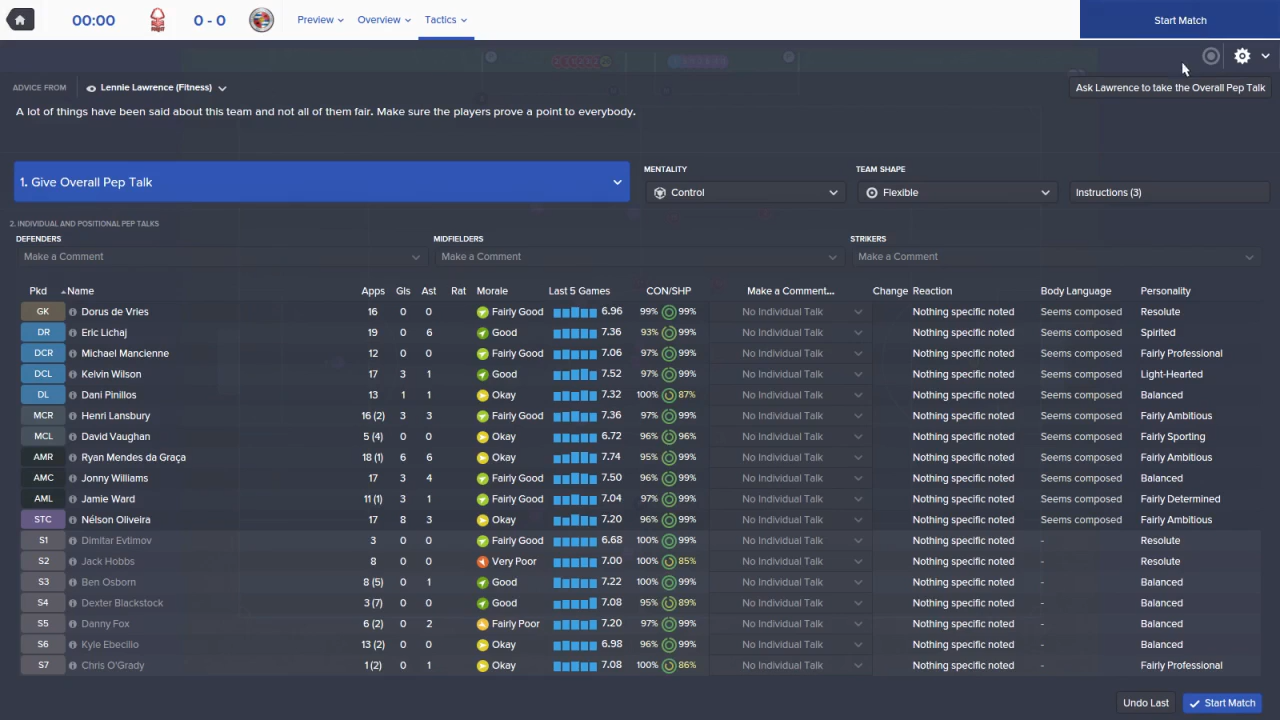 00:00 0 - 0 Preview Overview Tactics Start Match
Ask Lawrence to take the Overall Pep Talk
ADVICE FROM Lennie Lawrence (Fitness)
A lot of things have been said about this team and not all of them fair. Make sure the players prove a point to everybody.
MENTALITY TEAM SHAPE
1. Give Overall Pep Talk Control Flexible Instructions (3)
2. INDIVIDUAL AND POSITIONAL PEP TALKS
DEFENDERS MIDFIELDERS STRIKERS
Make a Comment Make a Comment Make a Comment
Pkd Name Apps Gls Ast Rat Morale Last 5 Games CON/SHP Make a Comment... Change Reaction Body Language Personality
GK Dorus de Vries 16 0 0 Fairly Good 6.96 99% 99% No Individual Talk Nothing specific noted Seems composed Resolute
DR Eric Lichaj 19 0 6 Good 7.36 93% 99% No Individual Talk Nothing specific noted Seems composed Spirited
DCR Michael Mancienne 12 0 0 Fairly Good 7.06 97% 99% No Individual Talk Nothing specific noted Seems composed Fairly Professional
DCL Kelvin Wilson 17 3 1 Good 7.52 97% 99% No Individual Talk Nothing specific noted Seems composed Light-Hearted
DL Dani Pinillos 13 1 1 Okay 7.32 100% 87% No Individual Talk Nothing specific noted Seems composed Balanced
MCR Henri Lansbury 16 (2) 3 3 Fairly Good 7.36 97% 99% No Individual Talk Nothing specific noted Seems composed Fairly Ambitious
MCL David Vaughan 5 (4) 0 0 Okay 6.72 96% 96% No Individual Talk Nothing specific noted Seems composed Fairly Sporting
AMR Ryan Mendes da Graça 18 (1) 6 6 Okay 7.74 95% 99% No Individual Talk Nothing specific noted Seems composed Fairly Ambitious
AMC Jonny Williams 17 3 4 Fairly Good 7.50 96% 99% No Individual Talk Nothing specific noted Seems composed Balanced
AML Jamie Ward 11 (1) 3 1 Fairly Good 7.04 97% 99% No Individual Talk Nothing specific noted Seems composed Fairly Determined
STC Nélson Oliveira 17 8 3 Okay 7.20 96% 99% No Individual Talk Nothing specific noted Seems composed Fairly Ambitious
S1 Dimitar Evtimov 3 0 0 Fairly Good 6.68 100% 99% No Individual Talk Nothing specific noted - Resolute
S2 Jack Hobbs 8 0 0 Very Poor 7.00 100% 85% No Individual Talk Nothing specific noted - Resolute
S3 Ben Osborn 8 (5) 0 1 Good 7.22 100% 99% No Individual Talk Nothing specific noted - Balanced
S4 Dexter Blackstock 3 (7) 0 0 Good 7.08 95% 89% No Individual Talk Nothing specific noted - Balanced
S5 Danny Fox 6 (2) 0 2 Fairly Poor 7.20 97% 99% No Individual Talk Nothing specific noted - Balanced
S6 Kyle Ebecilio 13 (2) 0 0 Okay 6.98 96% 99% No Individual Talk Nothing specific noted - Balanced
S7 Chris O'Grady 1 (2) 0 1 Okay 7.08 100% 86% No Individual Talk Nothing specific noted - Fairly Professional
Undo Last Start Match